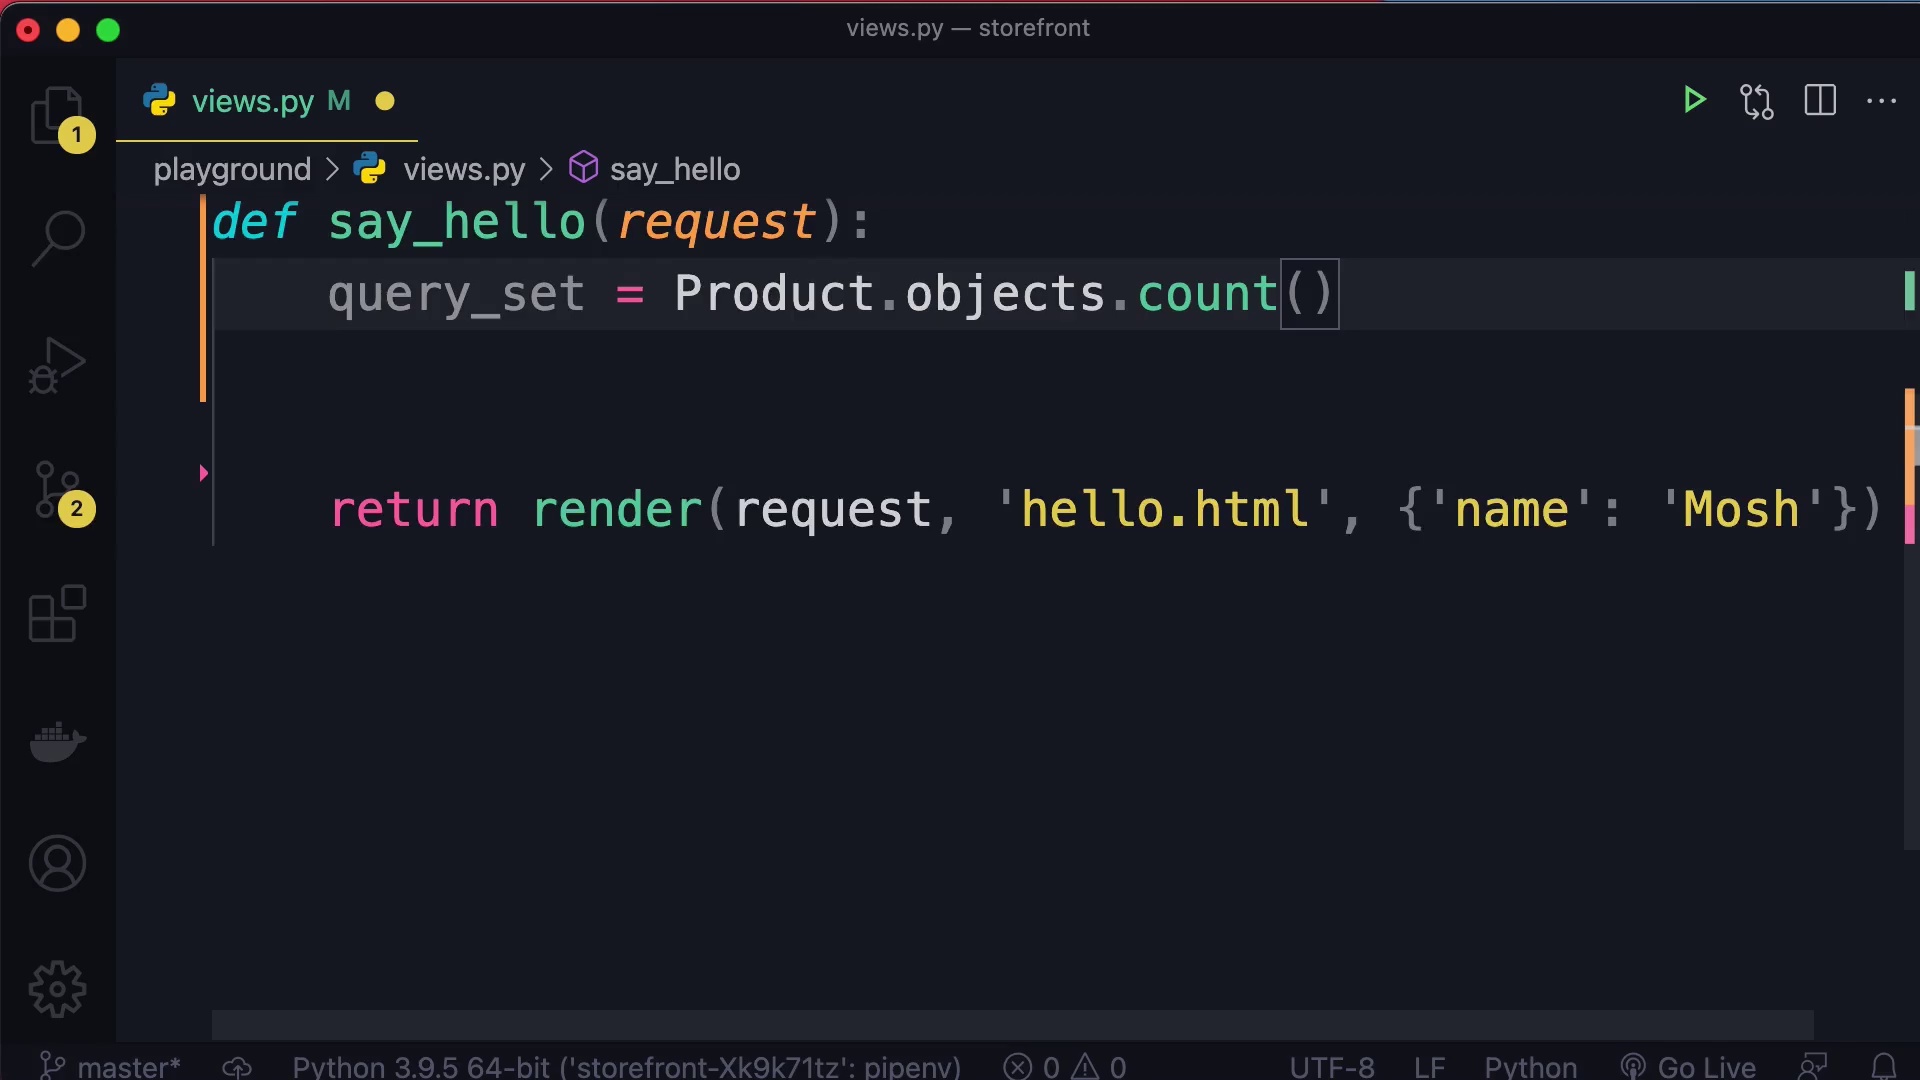 views.py — storefront
views.py M
1
playground > views.py > say_hello
def say_hello(request):
query_set = Product.objects.count()
return render(request, 'hello.html', {'name': 'Mosh'})
2
master* Python 3.9.5 64-bit ('storefront-Xk9k71tz': pipenv) 0 0 UTF-8 LF Python Go Live